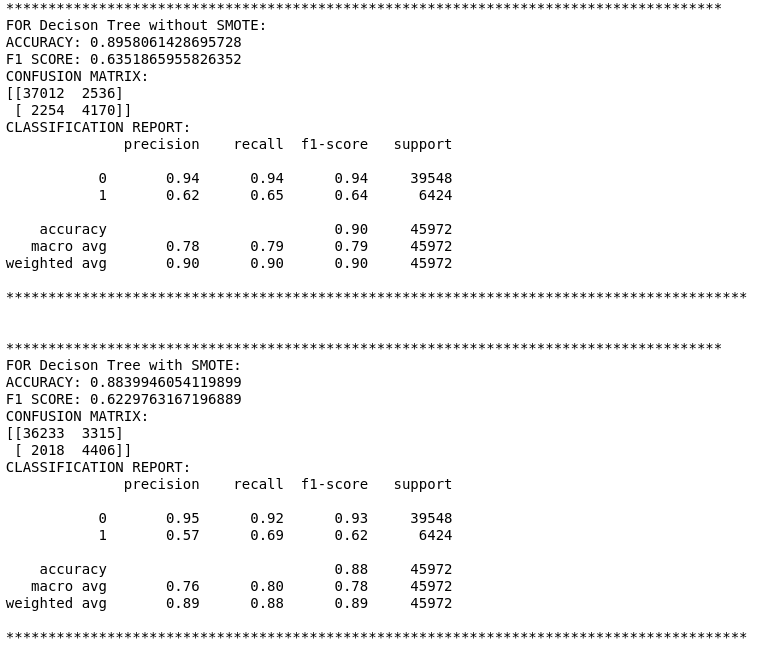 *************************************************************************************
FOR Decison Tree without SMOTE:
ACCURACY: 0.8958061428695728
F1 SCORE: 0.6351865955826352
CONFUSION MATRIX:
[[37012  2536]
 [ 2254  4170]]
CLASSIFICATION REPORT:
              precision    recall  f1-score   support

           0       0.94      0.94      0.94     39548
           1       0.62      0.65      0.64      6424

    accuracy                           0.90     45972
   macro avg       0.78      0.79      0.79     45972
weighted avg       0.90      0.90      0.90     45972

****************************************************************************************


*************************************************************************************
FOR Decison Tree with SMOTE:
ACCURACY: 0.8839946054119899
F1 SCORE: 0.6229763167196889
CONFUSION MATRIX:
[[36233  3315]
 [ 2018  4406]]
CLASSIFICATION REPORT:
              precision    recall  f1-score   support

           0       0.95      0.92      0.93     39548
           1       0.57      0.69      0.62      6424

    accuracy                           0.88     45972
   macro avg       0.76      0.80      0.78     45972
weighted avg       0.89      0.88      0.89     45972

****************************************************************************************